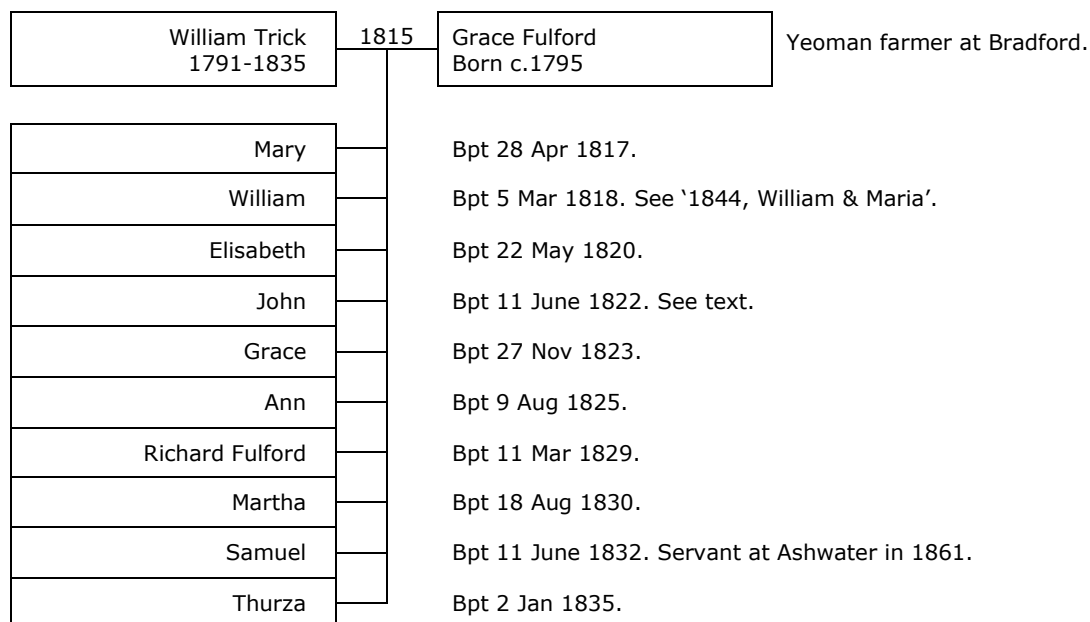 William Trick 1815 Grace Fulford Yeoman farmer at Bradford.
1791-1835 Born c.1795
Mary Bpt 28 Apr 1817.
William Bpt 5 Mar 1818. See ‘1844, William & Maria’.
Elisabeth Bpt 22 May 1820.
John Bpt 11 June 1822. See text.
Grace Bpt 27 Nov 1823.
Ann Bpt 9 Aug 1825.
Richard Fulford Bpt 11 Mar 1829.
Martha Bpt 18 Aug 1830.
Samuel Bpt 11 June 1832. Servant at Ashwater in 1861.
Thurza Bpt 2 Jan 1835.